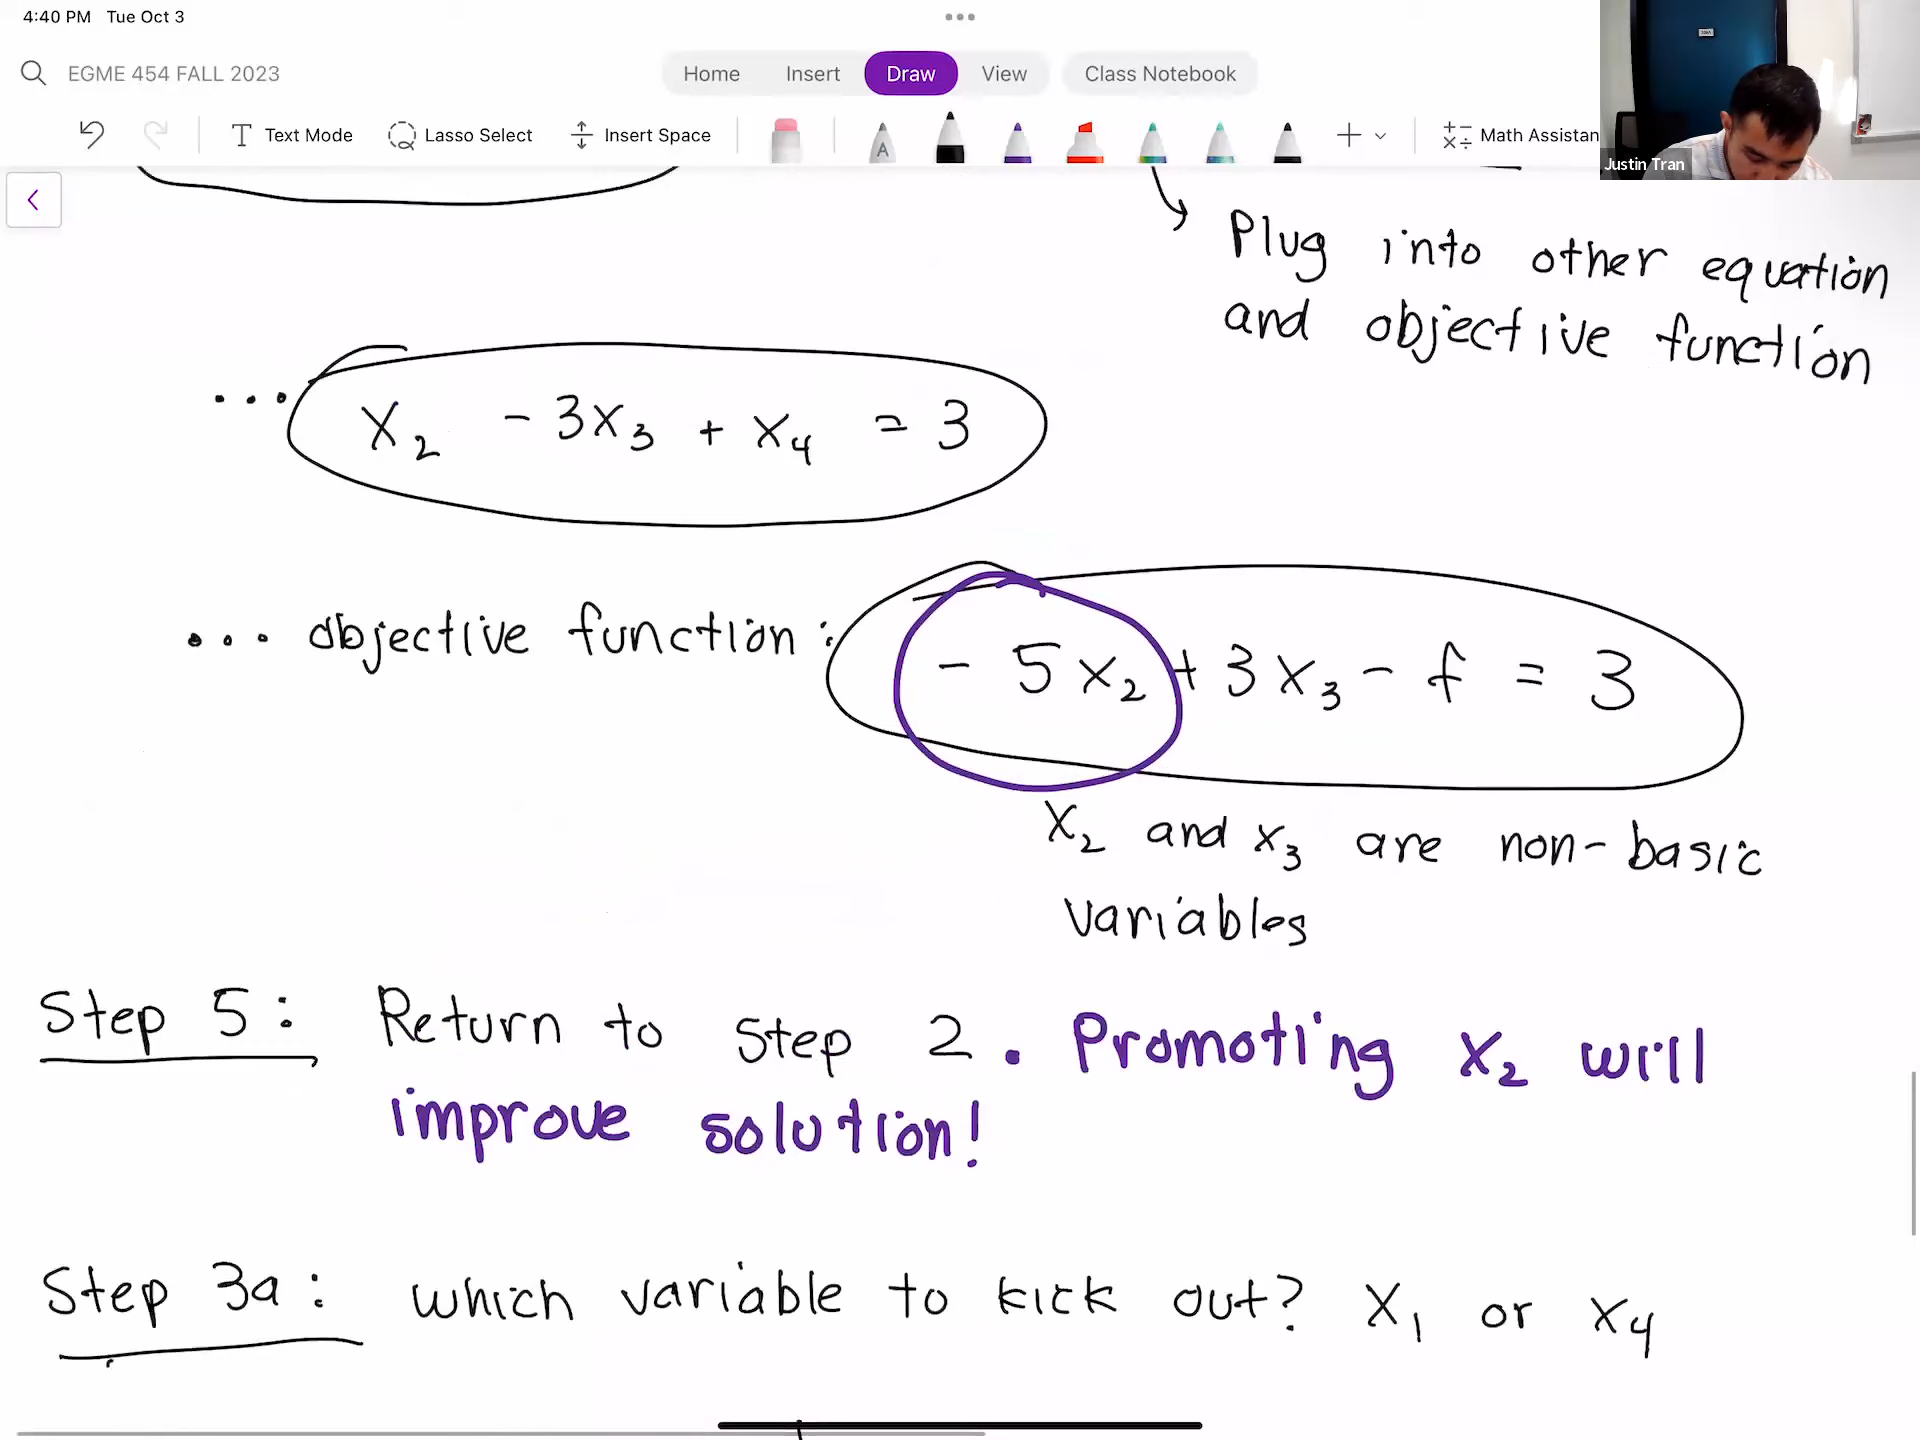 4:40 PM Tue Oct 3
EGME 454 FALL 2023
Home Insert Draw View Class Notebook
Text Mode Lasso Select Insert Space Math Assistan
Justin Tran
Plug into other equation
and objective function
... x₂ - 3x₃ + x₄ = 3
... objective function: - 5x₂ + 3x₃ - f = 3
x₂ and x₃ are non-basic
variables
Step 5: Return to Step 2. Promoting x₂ will
improve solution!
Step 3a: which variable to kick out? x₁ or x₄